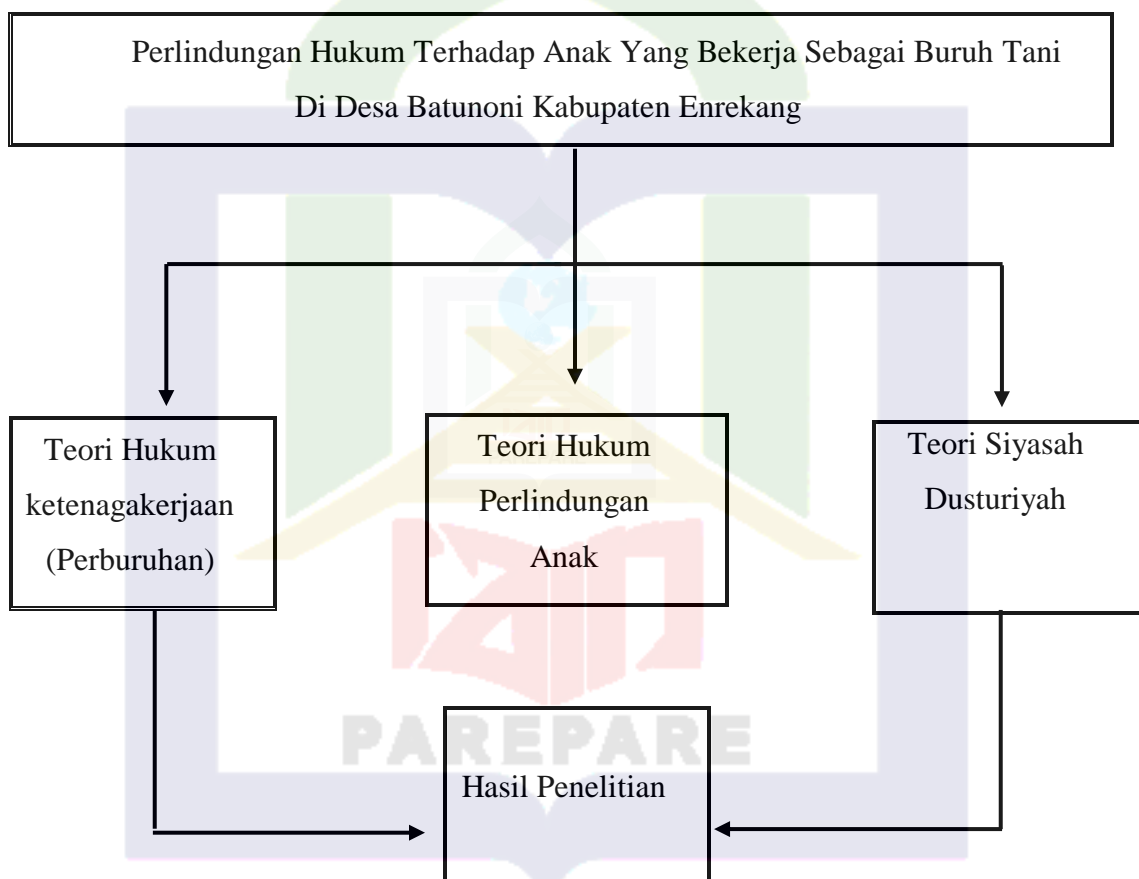 Perlindungan Hukum Terhadap Anak Yang Bekerja Sebagai Buruh Tani
Di Desa Batunoni Kabupaten Enrekang
Teori Hukum
ketenagakerjaan
(Perburuhan)
Teori Hukum
Perlindungan
Anak
Teori Siyasah
Dusturiyah
PAREPARE
Hasil Penelitian